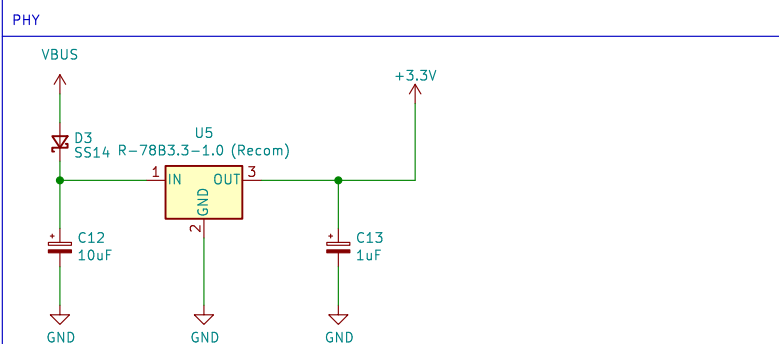 PHY
VBUS
+3.3V
D3
SS14
U5
R-78B3.3-1.0 (Recom)
1
IN
OUT
3
GND
2
+
C12
10uF
+
C13
1uF
GND
GND
GND